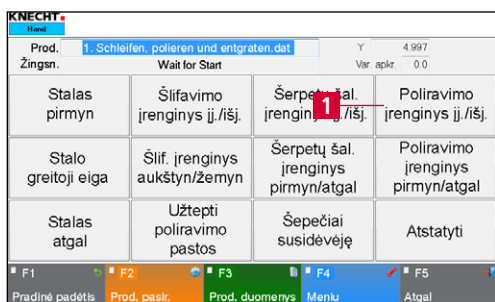 KNECHT
Hand
Prod. 1. Schleifen, polieren und entgraten.dat Y 4.997
Žingsn. Wait for Start Var. apkr. 0.0
Stalas
pirmyn
Šlifavimo
įrenginys įj./išj.
Šerpetų šal.
įrenginys įj./išj.
1
Poliravimo
įrenginys įj./išj.
Stalo
greitoji eiga
Šlif. įrenginys
aukštyn/žemyn
Šerpetų šal.
įrenginys
pirmyn/atgal
Poliravimo
įrenginys
pirmyn/atgal
Stalas
atgal
Užtepti
poliravimo
pastos
Šepečiai
susidėvėję
Atstatyti
F1 F2 F3 F4 F5
Pradinė padėtis Prod. pasir. Prod. duomenys Meniu Atgal